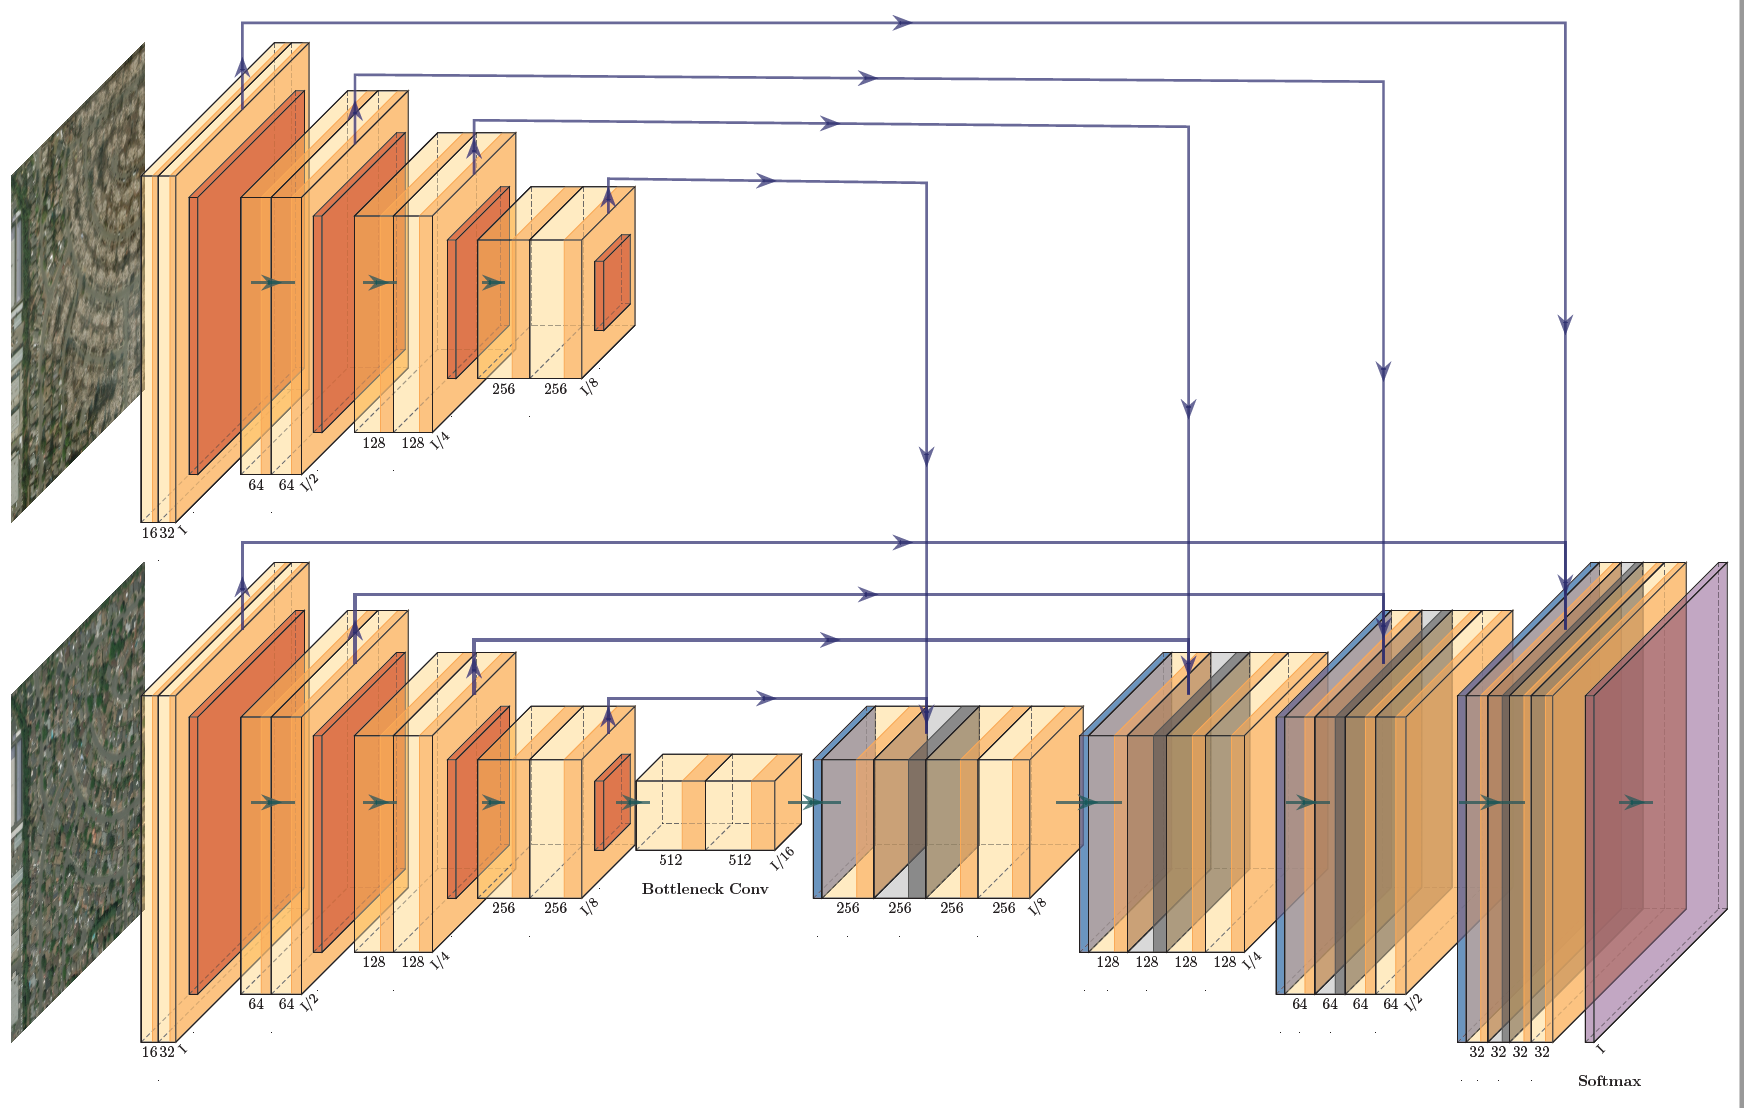 256 256 I/8
128 128 I/4
64 64 I/2
16 32 I
512 512 I/16
Bottleneck Conv
256 256 I/8
256 256 256 256 I/8
128 128 I/4
128 128 128 128 I/4
64 64 I/2
64 64 64 64 I/2
16 32 I
32 32 32 32
I
Softmax